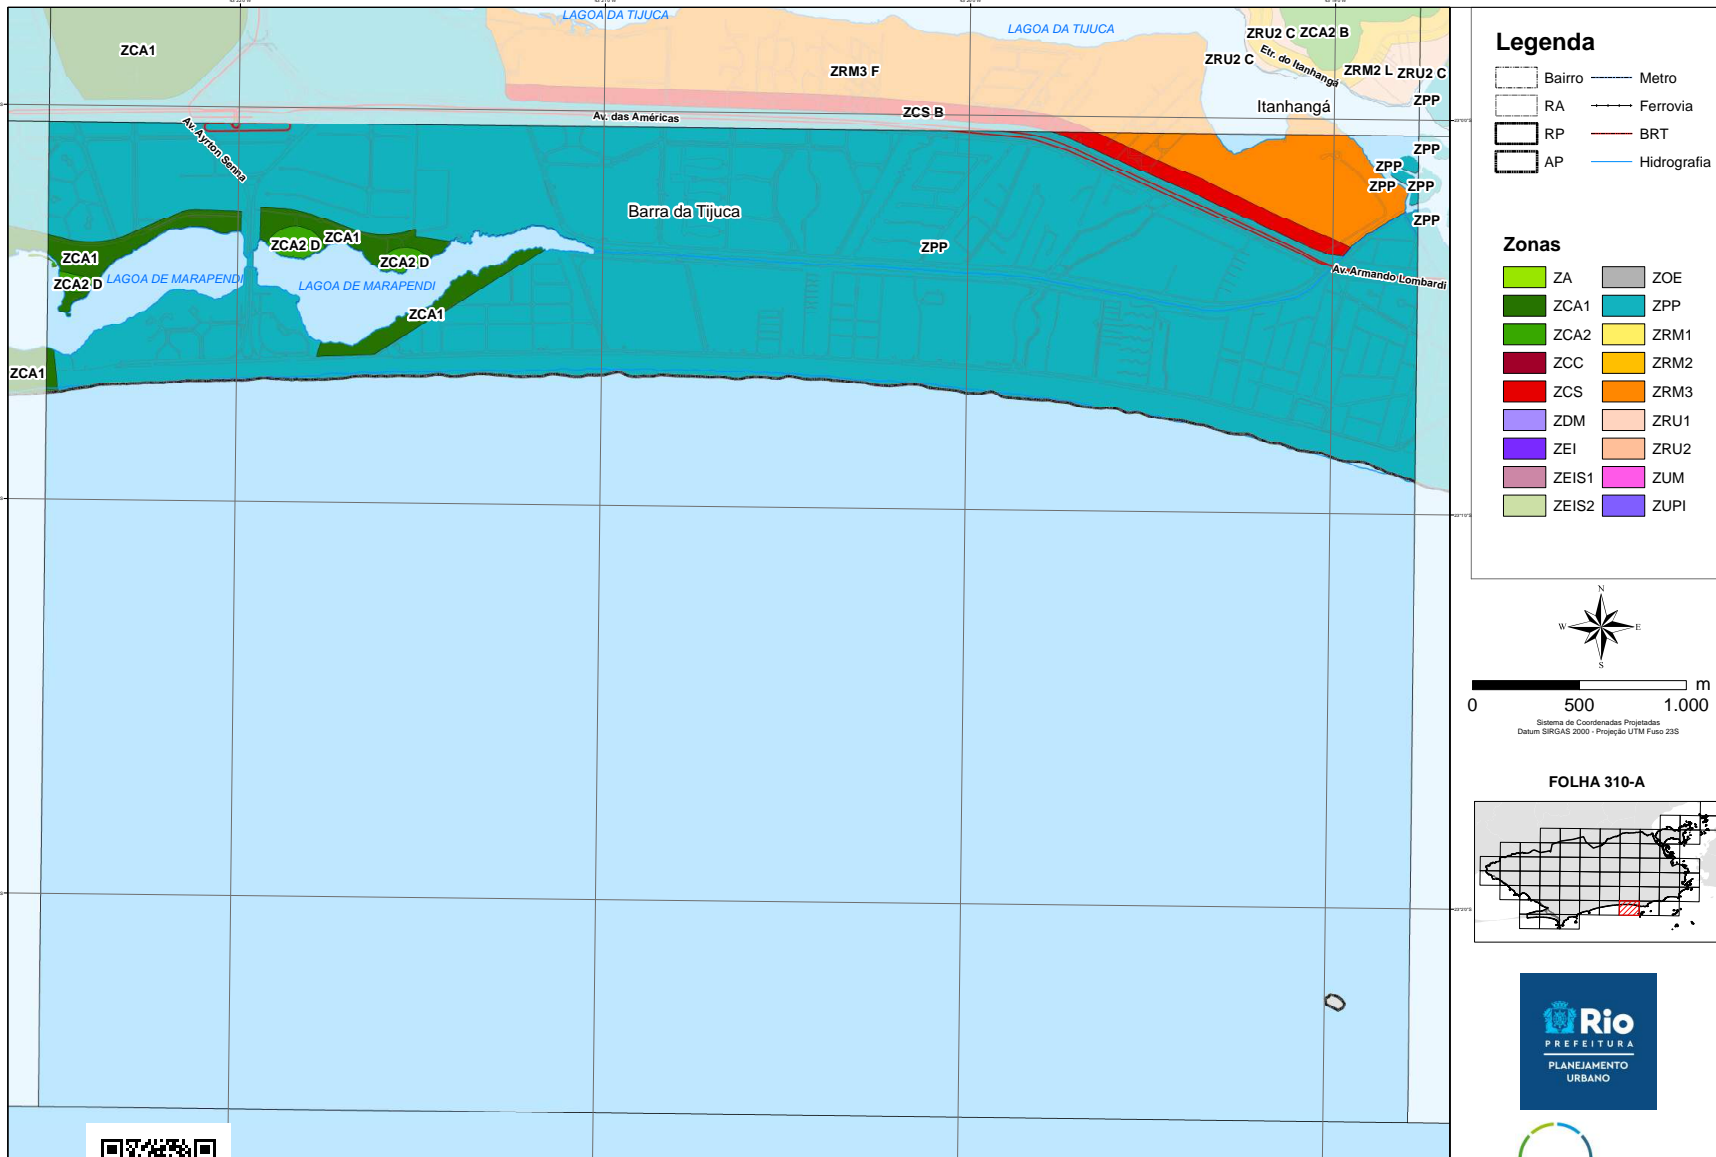 LAGOA DA TIJUCA
LAGOA DA TIJUCA
ZCA1
ZRM3 F
ZRU2 C
ZCA2 B
ZRU2 C
Etr. do Itanhangá
ZRM2 L
ZRU2 C
ZPP
Itanhangá
ZCS B
Av. das Américas
Av. Ayrton Senna
ZPP
ZPP
ZPP
ZPP
ZPP
Barra da Tijuca
ZPP
ZCA1
ZCA2 D
ZCA1
ZCA2 D
ZCA2 D
LAGOA DE MARAPENDI
LAGOA DE MARAPENDI
Av. Armando Lombardi
ZCA1
ZCA1
Legenda
Bairro
Metro
RA
Ferrovia
RP
BRT
AP
Hidrografia
Zonas
ZA
ZOE
ZCA1
ZPP
ZCA2
ZRM1
ZCC
ZRM2
ZCS
ZRM3
ZDM
ZRU1
ZEI
ZRU2
ZEIS1
ZUM
ZEIS2
ZUPI
N
W
E
S
m
0 500 1.000
Sistema de Coordenadas Projetadas
Datum SIRGAS 2000 - Projeção UTM Fuso 23S
FOLHA 310-A
Rio
PREFEITURA
PLANEJAMENTO
URBANO